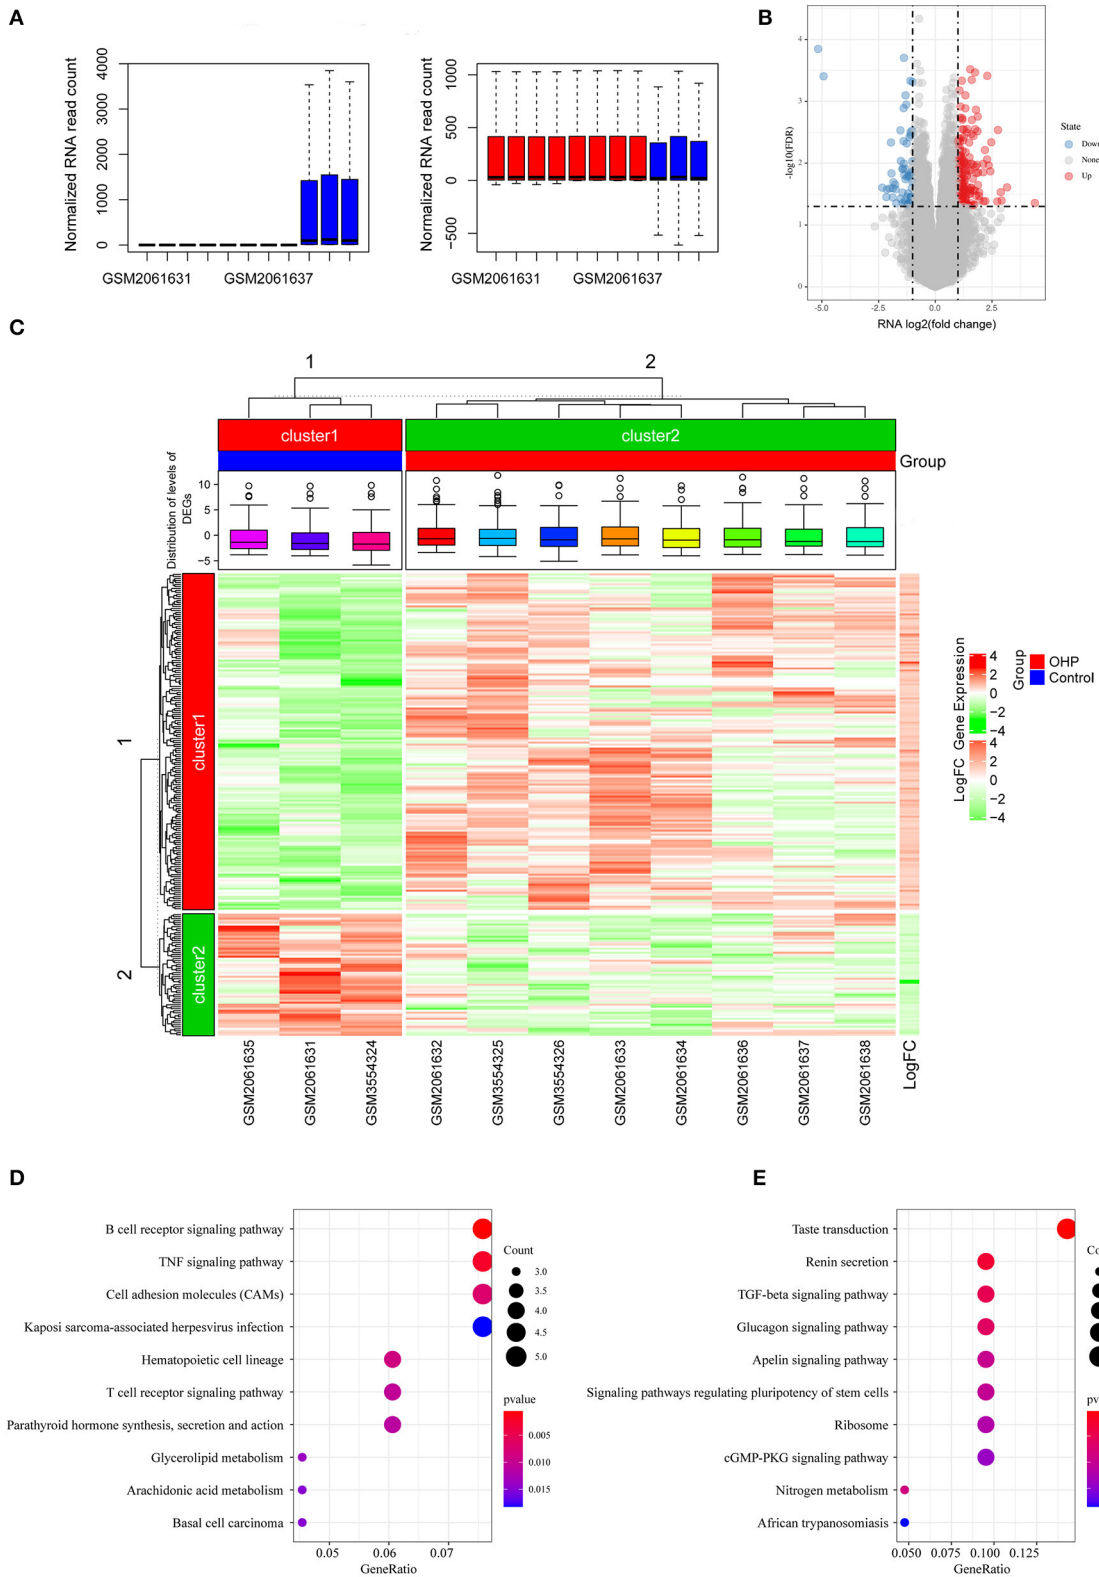 A
B
Normalized RNA read count
4000
3000
2000
1000
0
GSM2061631
GSM2061637
Normalized RNA read count
1000
500
0
−500
GSM2061631
GSM2061637
-log10(FDR)
4
3
2
1
0
-5.0
-2.5
0.0
2.5
RNA log2(fold change)
State
Down
None
Up
C
1
2
cluster1
cluster2
Group
Distribution of levels of
DEGs
10
5
0
−5
1
cluster1
2
cluster2
GSM2061635
GSM2061631
GSM3554324
GSM2061632
GSM3554325
GSM3554326
GSM2061633
GSM2061634
GSM2061636
GSM2061637
GSM2061638
LogFC
Gene Expression
4
2
0
−2
−4
LogFC
4
2
0
−2
−4
Group
OHP
Control
D
B cell receptor signaling pathway
TNF signaling pathway
Cell adhesion molecules (CAMs)
Kaposi sarcoma-associated herpesvirus infection
Hematopoietic cell lineage
T cell receptor signaling pathway
Parathyroid hormone synthesis, secretion and action
Glycerolipid metabolism
Arachidonic acid metabolism
Basal cell carcinoma
0.05
0.06
0.07
GeneRatio
Count
3.0
3.5
4.0
4.5
5.0
pvalue
0.005
0.010
0.015
E
Taste transduction
Renin secretion
TGF-beta signaling pathway
Glucagon signaling pathway
Apelin signaling pathway
Signaling pathways regulating pluripotency of stem cells
Ribosome
cGMP-PKG signaling pathway
Nitrogen metabolism
African trypanosomiasis
0.050
0.075
0.100
0.125
GeneRatio
Co
pv